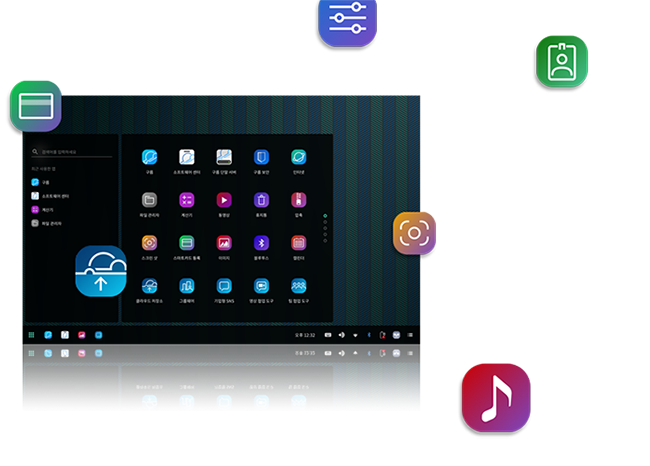 검색어를 입력하세요
최근 사용한 앱
구름
소프트웨어 센터
계산기
파일 관리자
구름 소프트웨어 센터 구름 단말 서버 구름 보안 인터넷
파일 관리자 계산기 동영상 휴지통 압축
스크린 샷 스마트카드 등록 이미지 블루투스 캘린더
클라우드 저장소 그룹웨어 기업형 SNS 영상 협업 도구 팀 협업 도구
오후 12:32